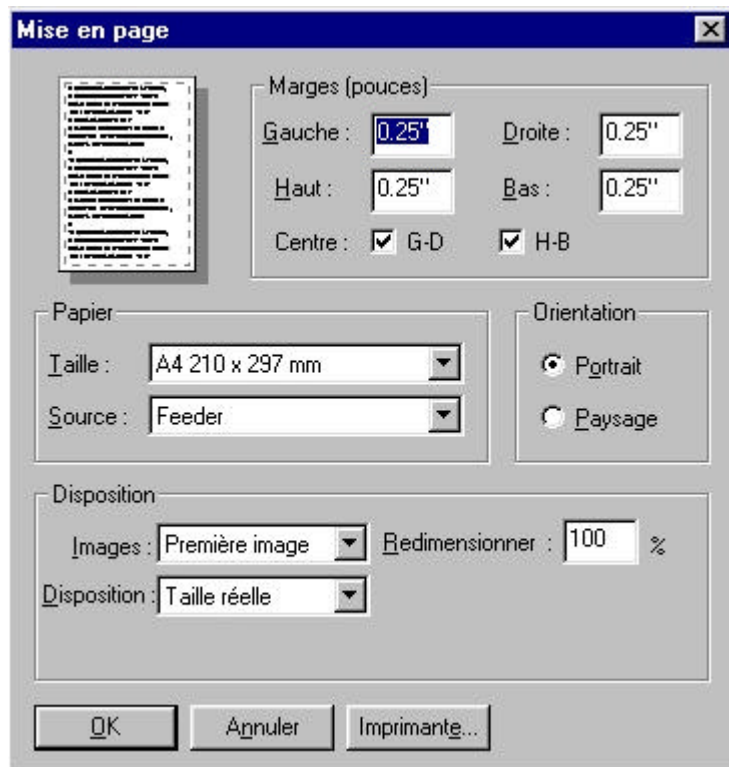 Mise en page
Marges (pouces)
Gauche : 0.25" Droite : 0.25"
Haut : 0.25" Bas : 0.25"
Centre : G-D H-B
Papier
Taille : A4 210 x 297 mm
Source : Feeder
Orientation
Portrait
Paysage
Disposition
Images : Première image Redimensionner : 100 %
Disposition : Taille réelle
OK Annuler Imprimante...